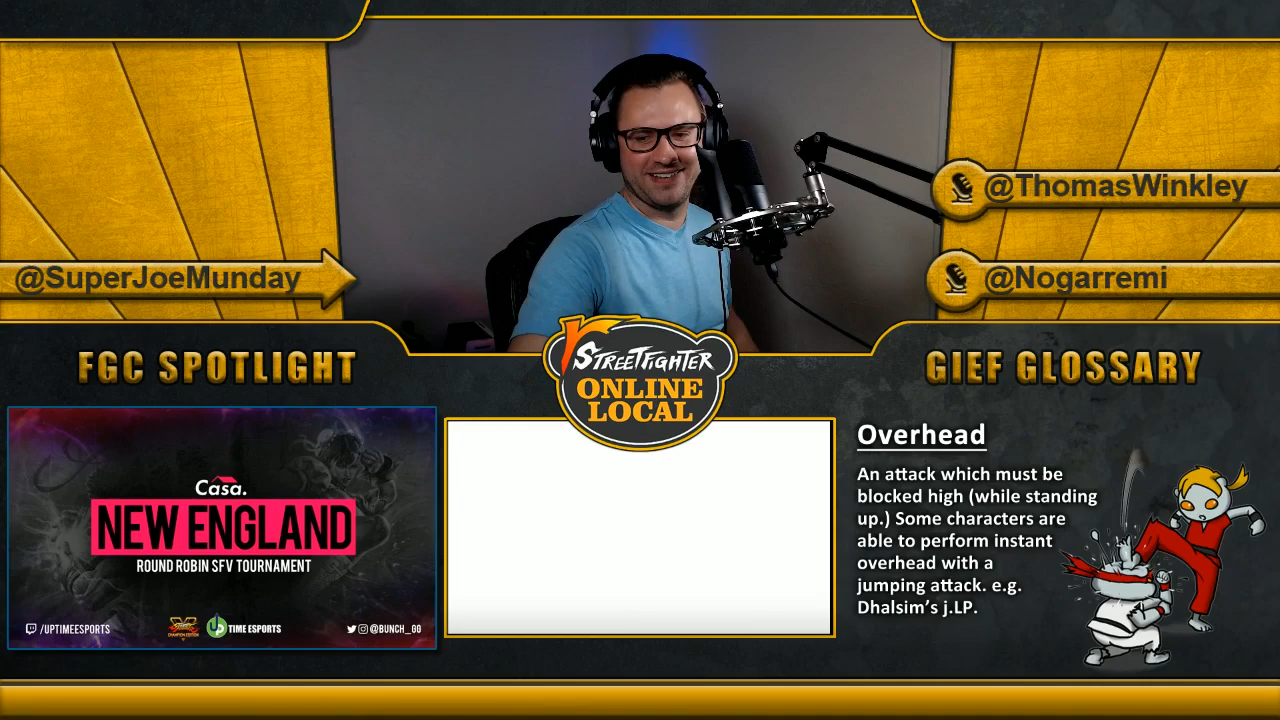 @ThomasWinkley
@SuperJoeMunday
@Nogarremi
FGC SPOTLIGHT
STREETFIGHTER
ONLINE
LOCAL
GIEF GLOSSARY
Casa.
NEW ENGLAND
ROUND ROBIN SFV TOURNAMENT
/UPTIMEESPORTS
UP TIME ESPORTS
@BUNCH_GG
Overhead
An attack which must be
blocked high (while standing
up.) Some characters are
able to perform instant
overhead with a
jumping attack. e.g.
Dhalsim's j.LP.